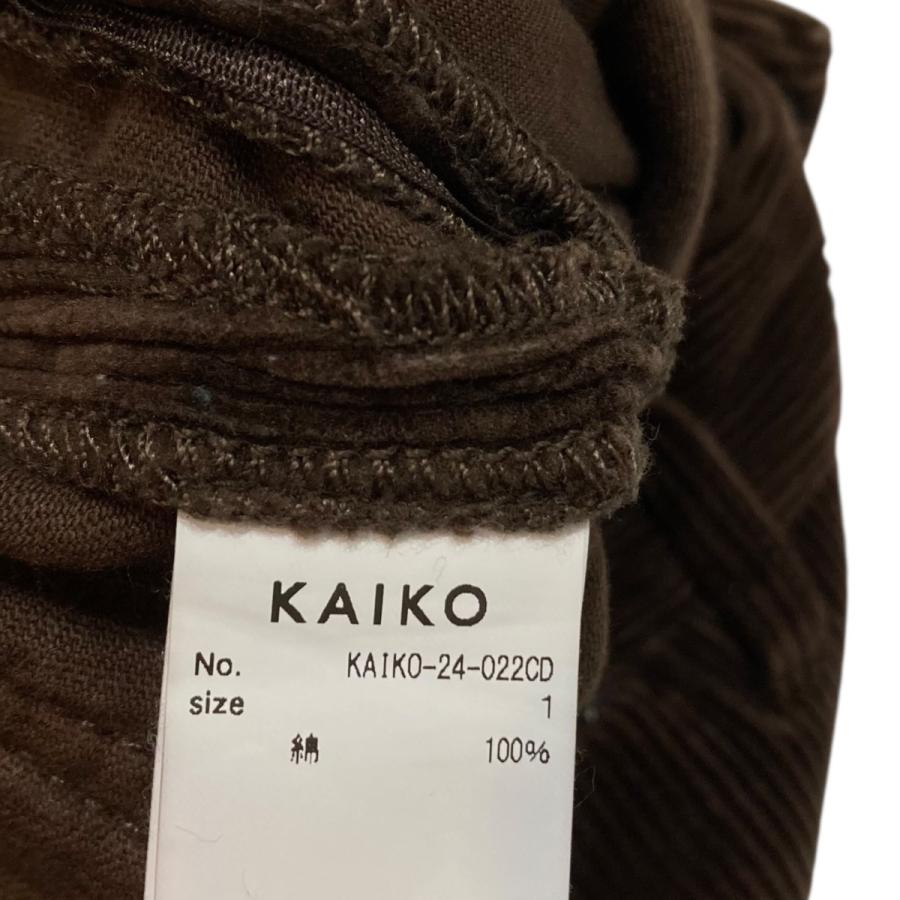 KAIKO
No. KAIKO-24-022CD
size 1
綿 100%